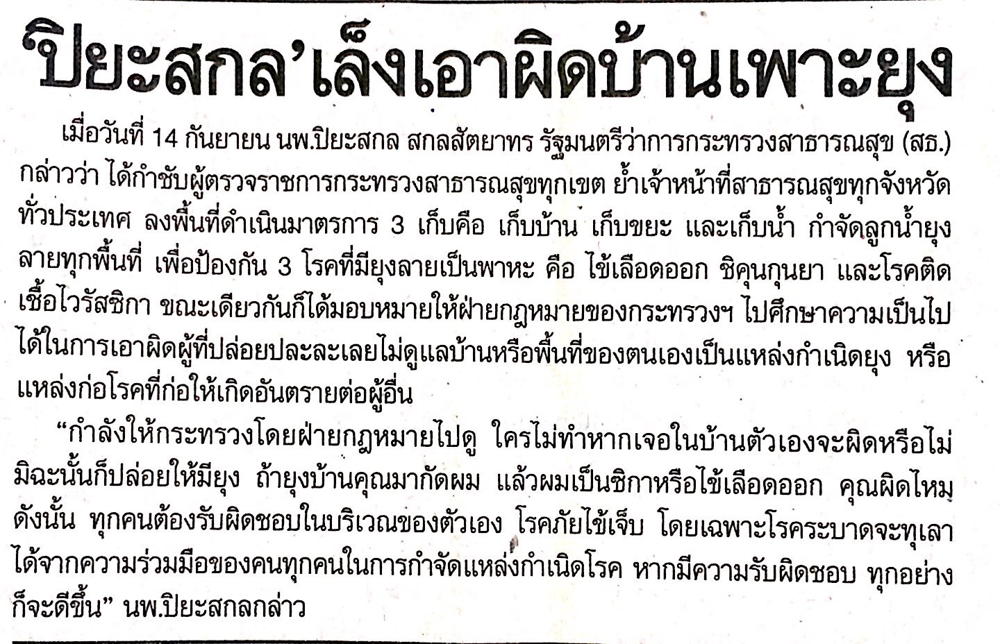 ‘ปิยะสกล’เล็งเอาผิดบ้านเพาะยุง
เมื่อวันที่ 14 กันยายน นพ.ปิยะสกล สกลสัตยาทร รัฐมนตรีว่าการกระทรวงสาธารณสุข (สธ.)
กล่าวว่า ได้กำชับผู้ตรวจราชการกระทรวงสาธารณสุขทุกเขต ย้ำเจ้าหน้าที่สาธารณสุขทุกจังหวัด
ทั่วประเทศ ลงพื้นที่ดำเนินมาตรการ 3 เก็บคือ เก็บบ้าน เก็บขยะ และเก็บน้ำ กำจัดลูกน้ำยุง
ลายทุกพื้นที่ เพื่อป้องกัน 3 โรคที่มียุงลายเป็นพาหะ คือ ไข้เลือดออก ชิคุนกุนยา และโรคติด
เชื้อไวรัสซิกา ขณะเดียวกันก็ได้มอบหมายให้ฝ่ายกฎหมายของกระทรวงฯ ไปศึกษาความเป็นไป
ได้ในการเอาผิดผู้ที่ปล่อยปละละเลยไม่ดูแลบ้านหรือพื้นที่ของตนเองเป็นแหล่งกำเนิดยุง หรือ
แหล่งก่อโรคที่ก่อให้เกิดอันตรายต่อผู้อื่น
“กำลังให้กระทรวงโดยฝ่ายกฎหมายไปดู ใครไม่ทำหากเจอในบ้านตัวเองจะผิดหรือไม่
มิฉะนั้นก็ปล่อยให้มียุง ถ้ายุงบ้านคุณมากัดผม แล้วผมเป็นซิกาหรือไข้เลือดออก คุณผิดไหม
ดังนั้น ทุกคนต้องรับผิดชอบในบริเวณของตัวเอง โรคภัยไข้เจ็บ โดยเฉพาะโรคระบาดจะทุเลา
ได้จากความร่วมมือของคนทุกคนในการกำจัดแหล่งกำเนิดโรค หากมีความรับผิดชอบ ทุกอย่าง
ก็จะดีขึ้น” นพ.ปิยะสกลกล่าว